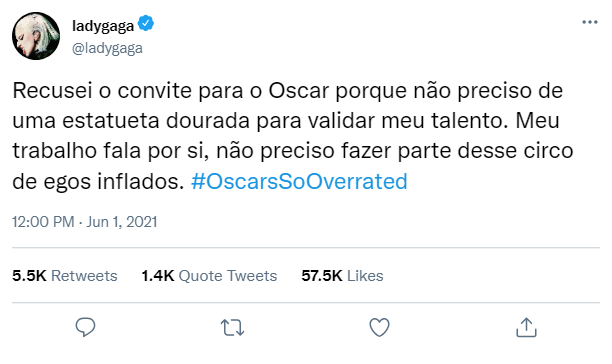 ladygaga
@ladygaga
Recusei o convite para o Oscar porque não preciso de
uma estatueta dourada para validar meu talento. Meu
trabalho fala por si, não preciso fazer parte desse circo
de egos inflados. #OscarsSoOverrated
12:00 PM · Jun 1, 2021
5.5K Retweets 1.4K Quote Tweets 57.5K Likes